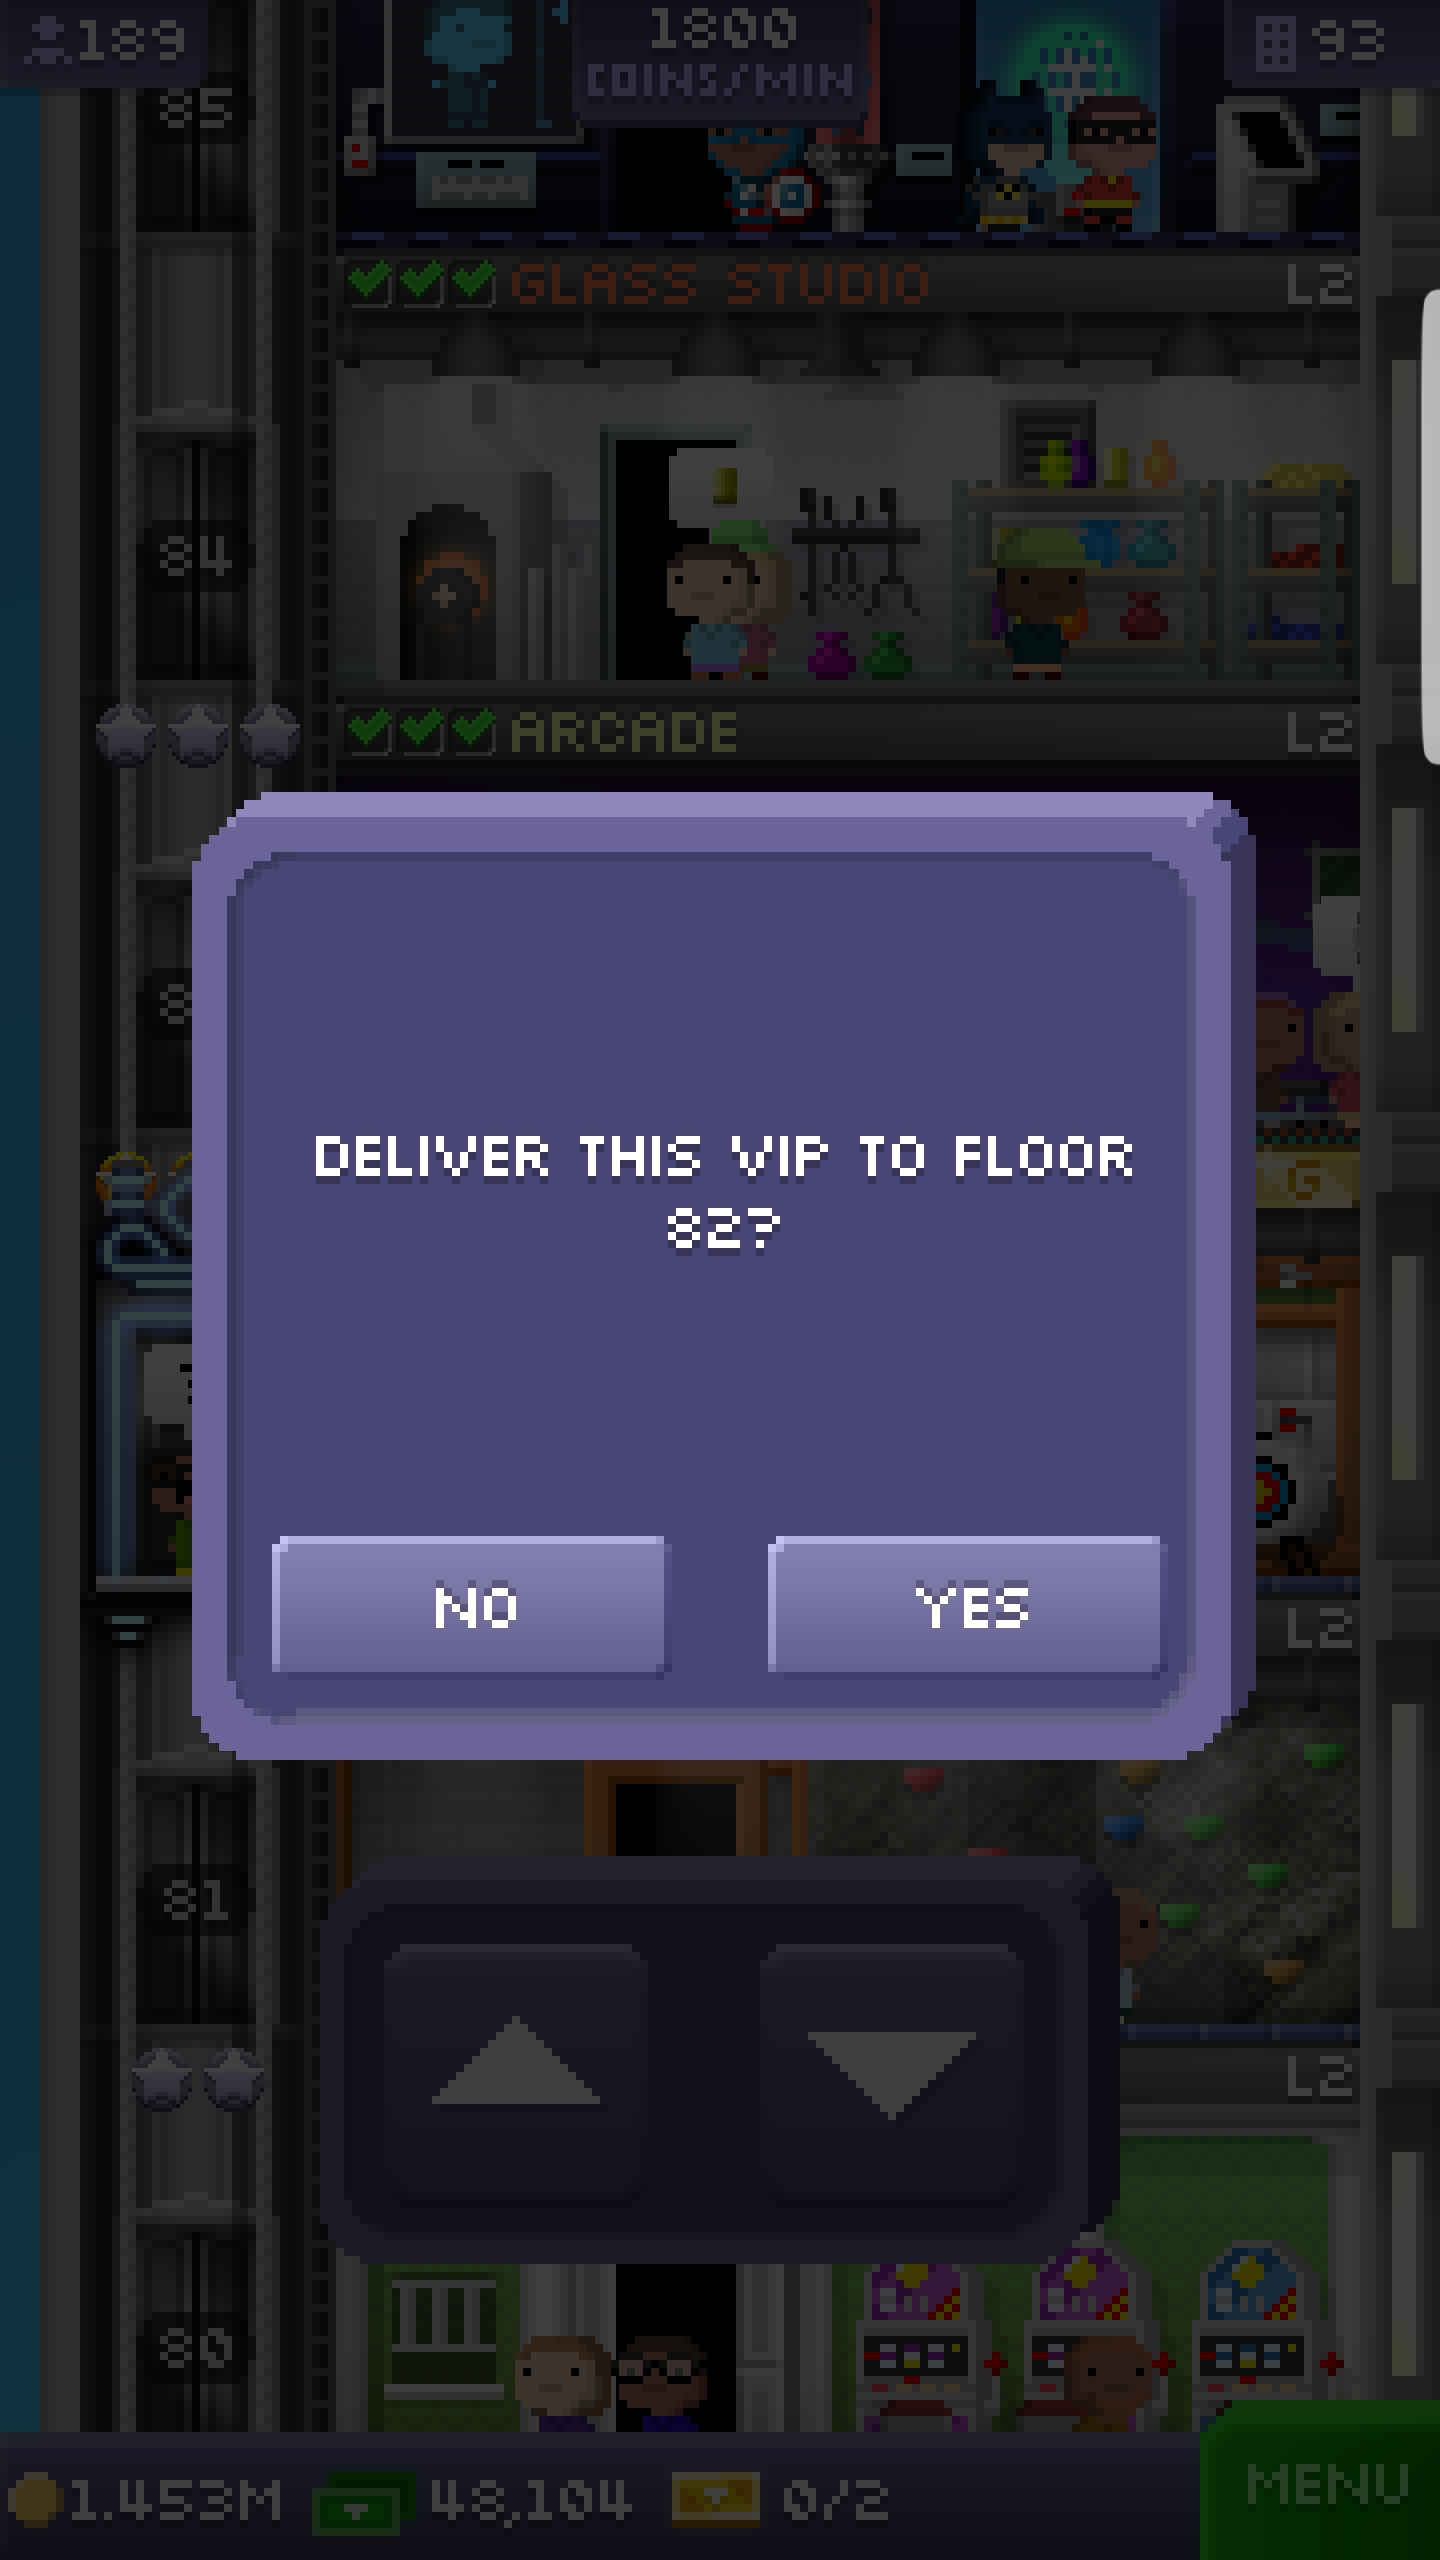 189
1800
COINS/MIN
93
85
GLASS STUDIO
L2
84
ARCADE
L2
DELIVER THIS VIP TO FLOOR
82?
G
NO
YES
L2
81
L2
80
1.453M
48,104
0/2
MENU